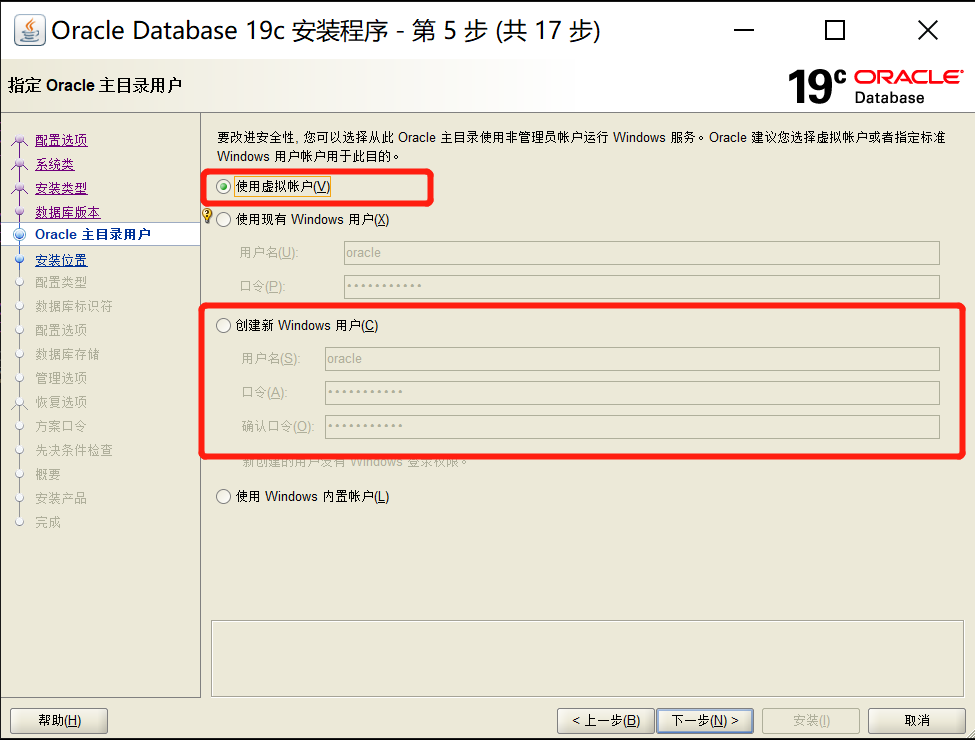 Oracle Database 19c 安装程序 - 第 5 步 (共 17 步)
指定 Oracle 主目录用户
19c ORACLE
Database
配置选项
系统类
安装类型
数据库版本
Oracle 主目录用户
安装位置
配置类型
数据库标识符
配置选项
数据库存储
管理选项
恢复选项
方案口令
先决条件检查
概要
安装产品
完成
要改进安全性, 您可以选择从此 Oracle 主目录使用非管理员帐户运行 Windows 服务。Oracle 建议您选择虚拟帐户或者指定标准
Windows 用户帐户用于此目的。
使用虚拟帐户(V)
使用现有 Windows 用户(X)
用户名(U): oracle
口令(P): •••••••••••
创建新 Windows 用户(C)
用户名(S): oracle
口令(A): •••••••••••
确认口令(O): •••••••••••
新创建的用户没有 Windows 登录权限。
使用 Windows 内置帐户(L)
帮助(H)
< 上一步(B)
下一步(N) >
安装(I)
取消